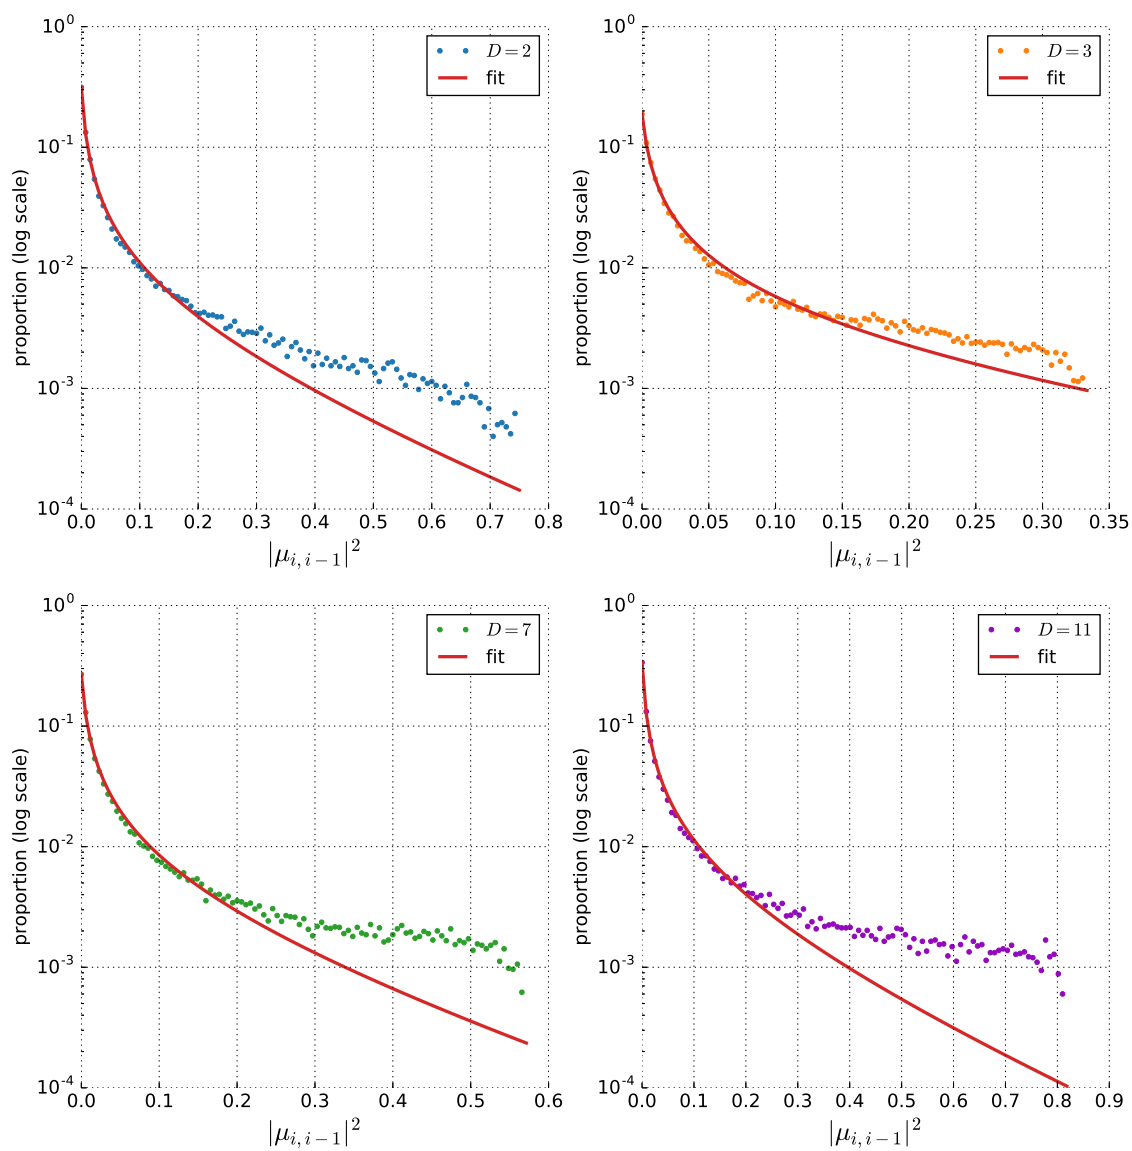 10^0
10^-1
10^-2
10^-3
10^-4
proportion (log scale)
D = 2
fit
0.0 0.1 0.2 0.3 0.4 0.5 0.6 0.7 0.8
|μ_{i,i−1}|^2
10^0
10^-1
10^-2
10^-3
10^-4
proportion (log scale)
D = 3
fit
0.00 0.05 0.10 0.15 0.20 0.25 0.30 0.35
|μ_{i,i−1}|^2
10^0
10^-1
10^-2
10^-3
10^-4
proportion (log scale)
D = 7
fit
0.0 0.1 0.2 0.3 0.4 0.5 0.6
|μ_{i,i−1}|^2
10^0
10^-1
10^-2
10^-3
10^-4
proportion (log scale)
D = 11
fit
0.0 0.1 0.2 0.3 0.4 0.5 0.6 0.7 0.8 0.9
|μ_{i,i−1}|^2